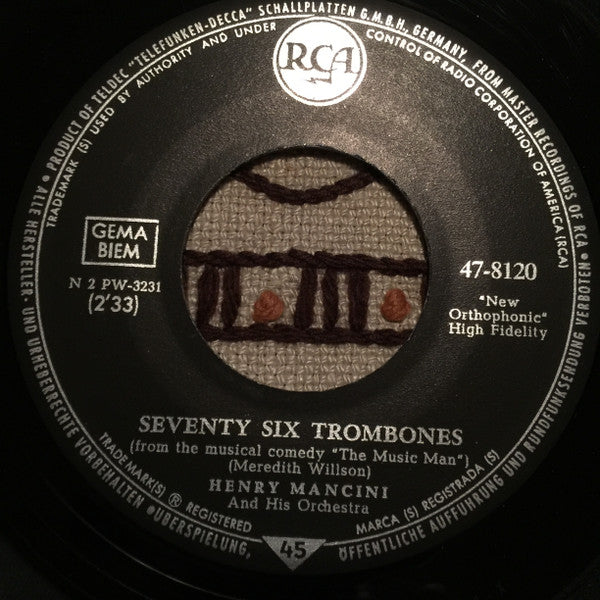 • PRODUCT OF TELDEC "TELEFUNKEN-DECCA" SCHALLPLATTEN G.M.B.H., GERMANY, FROM MASTER RECORDINGS OF RCA
TRADEMARK (S) USED BY AUTHORITY AND UNDER CONTROL OF RADIO CORPORATION OF AMERICA (RCA)
RCA
GEMA
BIEM
N 2 PW-3231
(2'33)
47-8120
"New
Orthophonic"
High Fidelity
SEVENTY SIX TROMBONES
(from the musical comedy "The Music Man")
(Meredith Willson)
HENRY MANCINI
And His Orchestra
TRADE MARK(S) ® REGISTERED
MARCA (S) REGISTRADA (S)
45
• ALLE HERSTELLER- UND URHEBERRECHTE VORBEHALTEN • ÜBERSPIELUNG, ÖFFENTLICHE AUFFÜHRUNG UND RUNDFUNKSENDUNG VERBOTEN